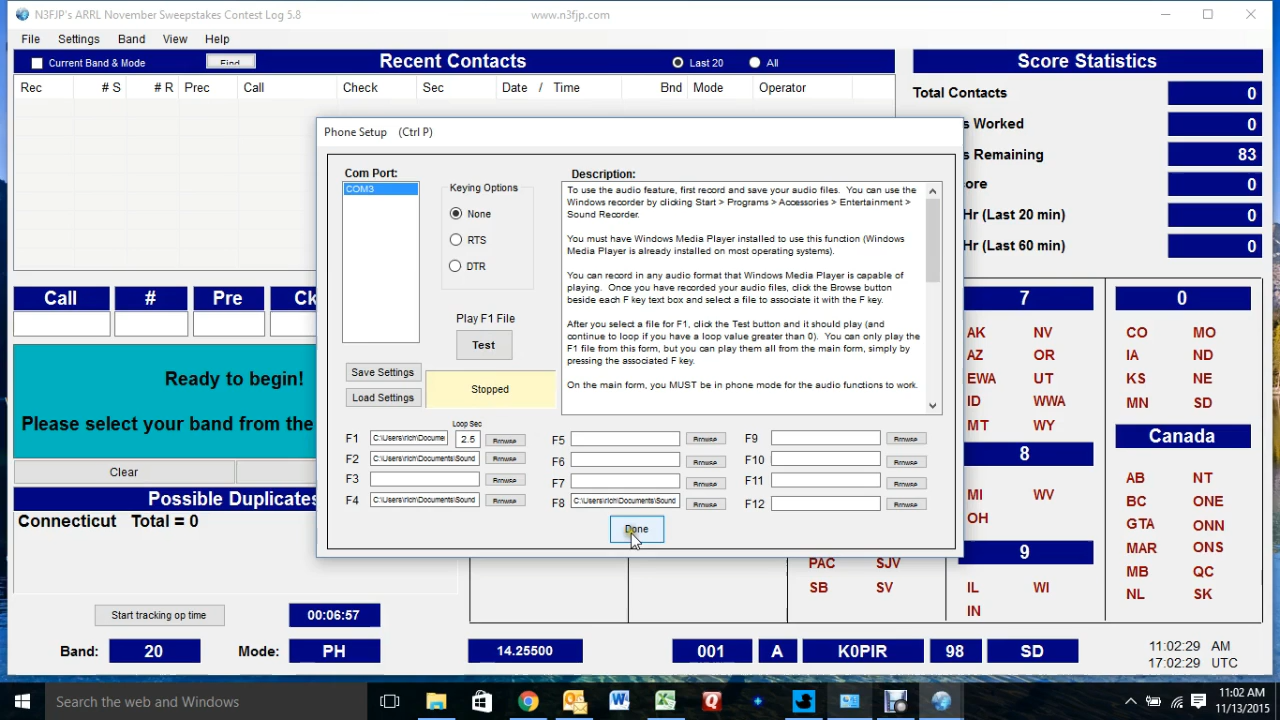 N3FJP's ARRL November Sweepstakes Contest Log 5.8
www.n3fjp.com
File Settings Band View Help
Current Band & Mode
Find
Recent Contacts
Last 20
All
Score Statistics
Rec # S # R Prec Call Check Sec Date / Time Bnd Mode Operator
Total Contacts 0
s Worked 0
s Remaining 83
ore 0
Hr (Last 20 min) 0
Hr (Last 60 min) 0
Phone Setup (Ctrl P)
Com Port:
COM3
Keying Options
None
RTS
DTR
Play F1 File
Test
Save Settings
Load Settings
Stopped
Description:
To use the audio feature, first record and save your audio files. You can use the
Windows recorder by clicking Start > Programs > Accessories > Entertainment >
Sound Recorder.
You must have Windows Media Player installed to use this function (Windows
Media Player is already installed on most operating systems).
You can record in any audio format that Windows Media Player is capable of
playing. Once you have recorded your audio files, click the Browse button
beside each F key text box and select a file to associate it with the F key.
After you select a file for F1, click the Test button and it should play (and
continue to loop if you have a loop value greater than 0). You can only play the
F1 file from this form, but you can play them all from the main form, simply by
pressing the associated F key.
On the main form, you MUST be in phone mode for the audio functions to work.
Loop Sec
F1 C:\Users\rich\Docume 2.5 Browse
F2 C:\Users\rich\Documents\Sound Browse
F3 Browse
F4 C:\Users\rich\Documents\Sound Browse
F5 Browse
F6 Browse
F7 Browse
F8 C:\Users\rich\Documents\Sound Browse
F9 Browse
F10 Browse
F11 Browse
F12 Browse
Done
Call # Pre Ck
Ready to begin!
Please select your band from the
Clear
Possible Duplicates
Connecticut Total = 0
7
AK NV
AZ OR
EWA UT
ID WWA
MT WY
8
MI WV
OH
9
IL WI
IN
0
CO MO
IA ND
KS NE
MN SD
Canada
AB NT
BC ONE
GTA ONN
MAR ONS
MB QC
NL SK
PAC SJV
SB SV
Start tracking op time
00:06:57
Band: 20 Mode: PH 14.25500 001 A K0PIR 98 SD
11:02:29 AM
17:02:29 UTC
Search the web and Windows
11:02 AM
11/13/2015